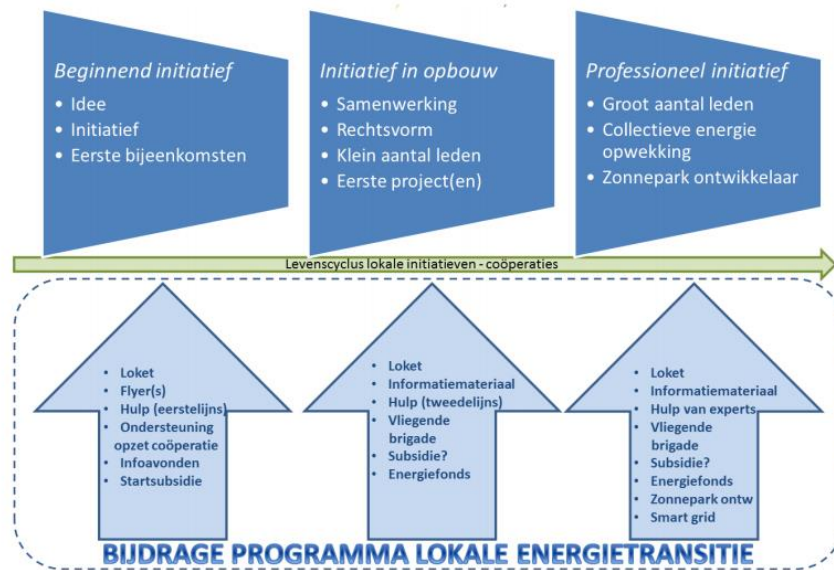 Beginnend initiatief
• Idee
• Initiatief
• Eerste bijeenkomsten
Initiatief in opbouw
• Samenwerking
• Rechtsvorm
• Klein aantal leden
• Eerste project(en)
Professioneel initiatief
• Groot aantal leden
• Collectieve energie
opwekking
• Zonnepark ontwikkelaar
Levenscyclus lokale initiatieven - coöperaties
• Loket
• Flyer(s)
• Hulp (eerstelijns)
• Ondersteuning
opzet coöperatie
• Infoavonden
• Startsubsidie
• Loket
• Informatiemateriaal
• Hulp (tweedelijns)
• Vliegende
brigade
• Subsidie?
• Energiefonds
• Loket
• Informatiemateriaal
• Hulp van experts
• Vliegende
brigade
• Subsidie?
• Energiefonds
• Zonnepark ontw
• Smart grid
BIJDRAGE PROGRAMMA LOKALE ENERGIETRANSITIE